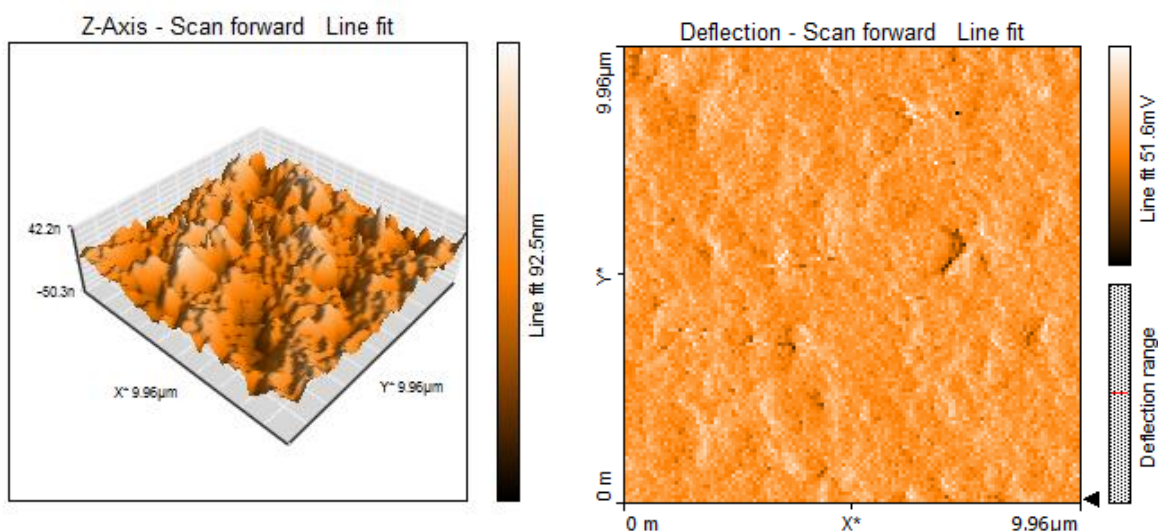 Z-Axis - Scan forward Line fit
42.2n
-50.3n
X* 9.96µm
Y* 9.96µm
Line fit 92.5nm
Deflection - Scan forward Line fit
9.96µm
Y*
0 m
0 m
X*
9.96µm
Line fit 51.6mV
Deflection range